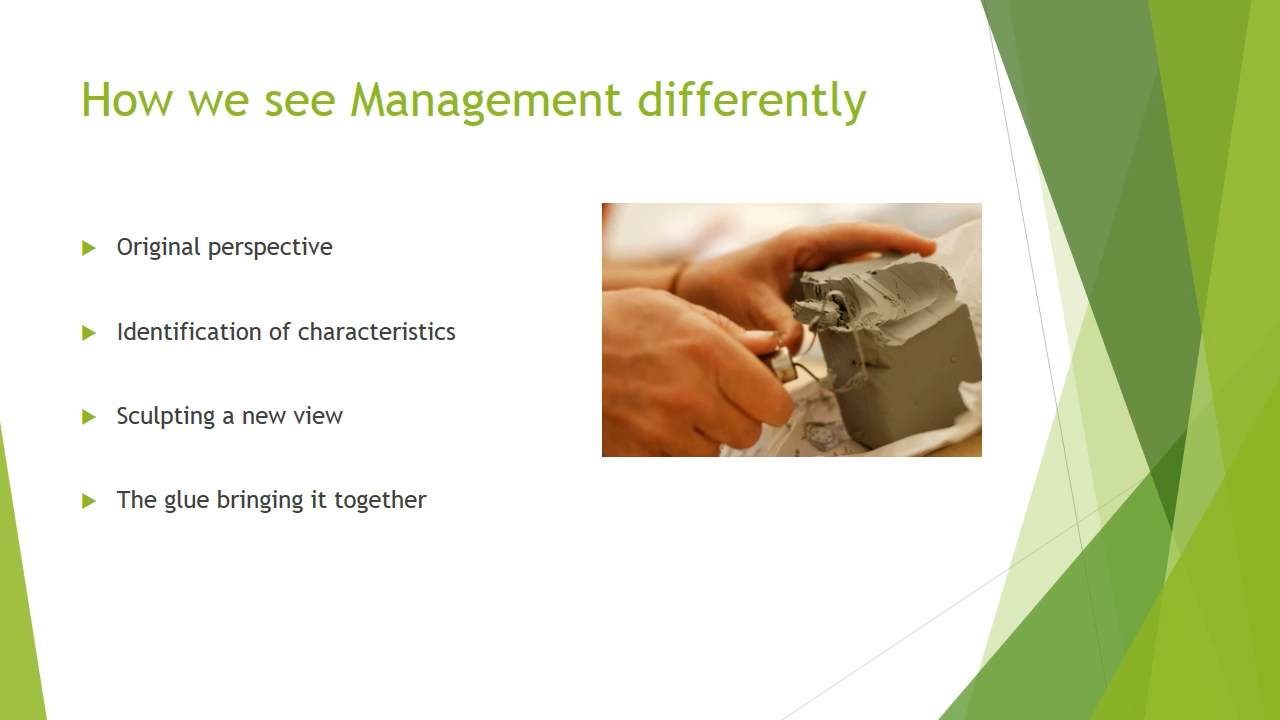 How we see Management differently
Original perspective
Identification of characteristics
Sculpting a new view
The glue bringing it together